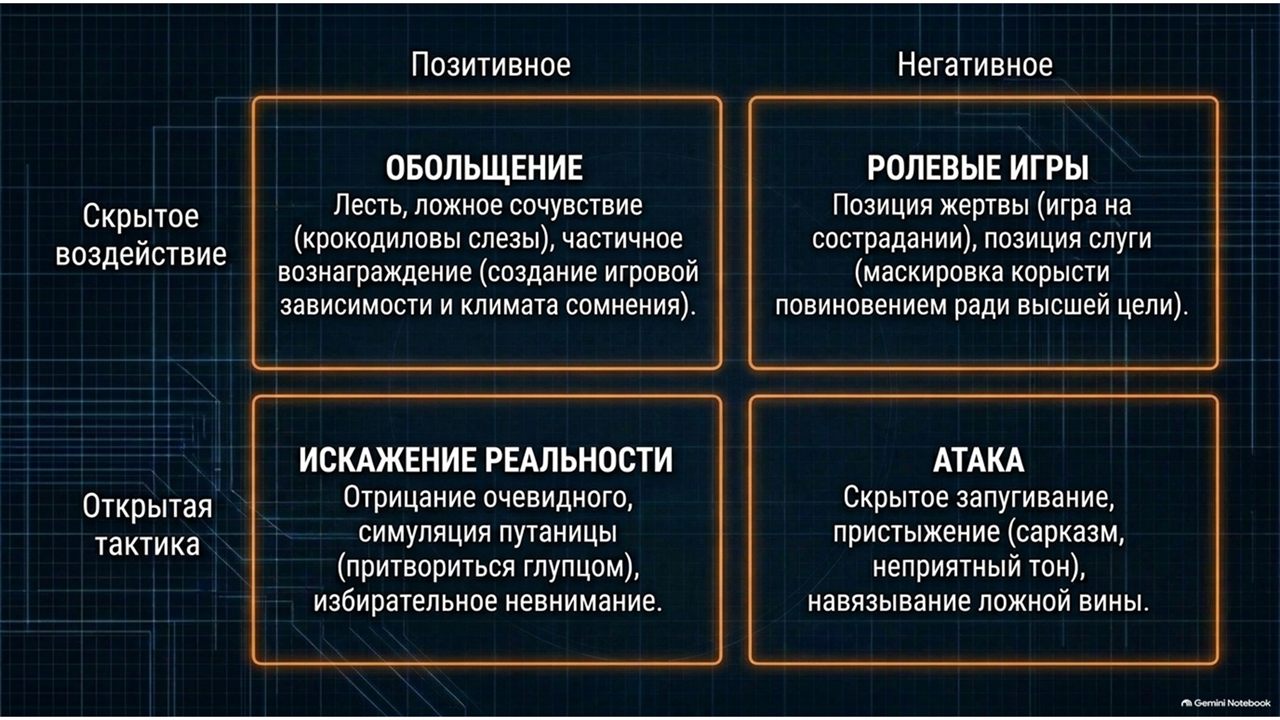 Позитивное
Негативное
Скрытое
воздействие
ОБОЛЬЩЕНИЕ
Лесть, ложное сочувствие
(крокодиловы слезы), частичное
вознаграждение (создание игровой
зависимости и климата сомнения).
РОЛЕВЫЕ ИГРЫ
Позиция жертвы (игра на
сострадании), позиция слуги
(маскировка корысти
повиновением ради высшей цели).
Открытая
тактика
ИСКАЖЕНИЕ РЕАЛЬНОСТИ
Отрицание очевидного,
симуляция путаницы
(притвориться глупцом),
избирательное невнимание.
АТАКА
Скрытое запугивание,
пристыжение (сарказм,
неприятный тон),
навязывание ложной вины.
Gemini Notebook